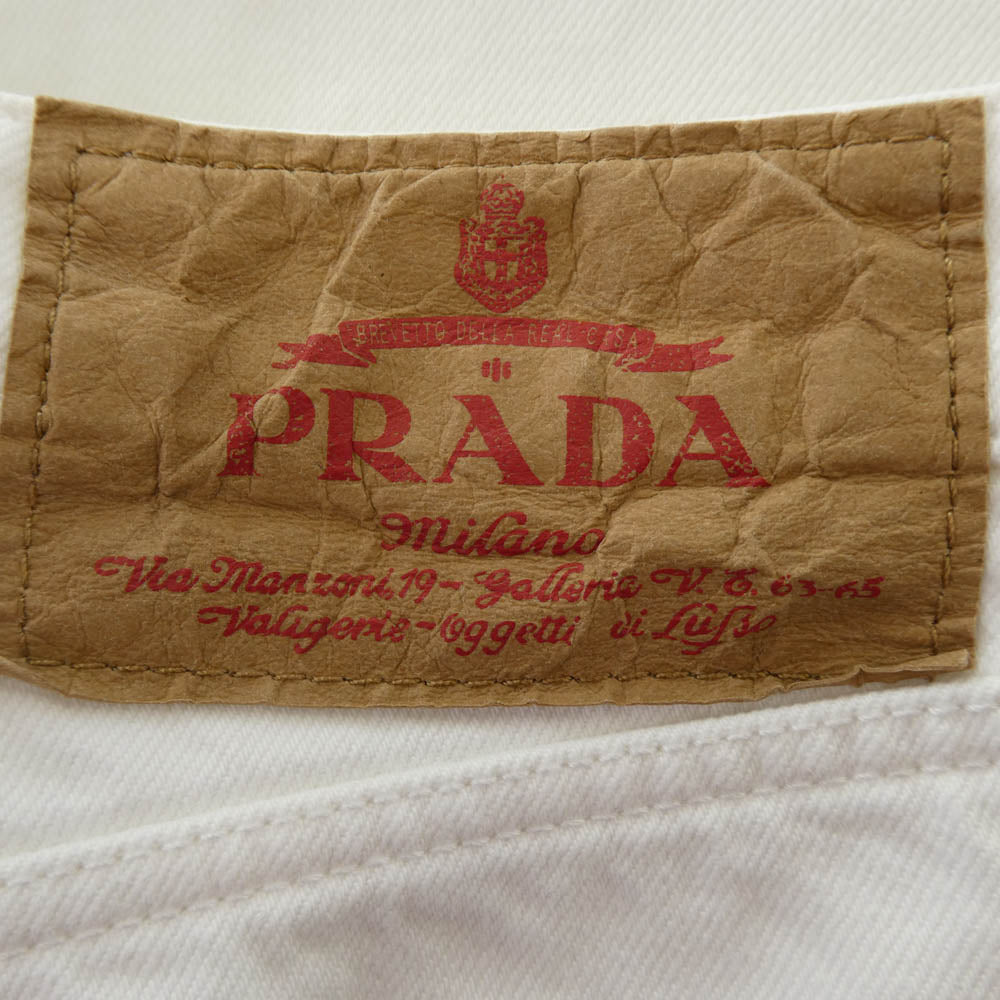 BREVETTO DELLA REAL CASA
PRADA
Milano
Via Manzoni, 19 - Galleria V. E. 63-65
Valigerie - Oggetti di Lusso